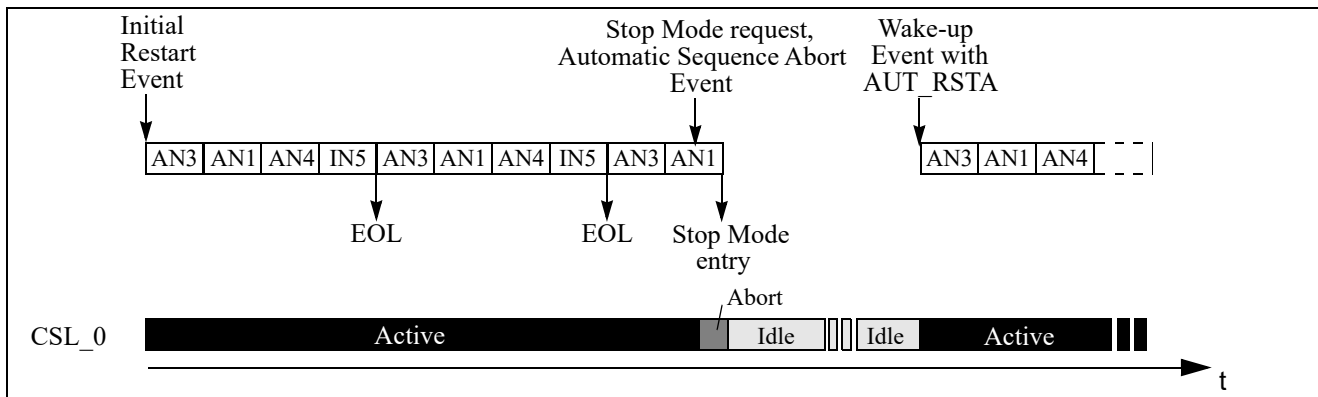 Initial
Restart
Event
Stop Mode request,
Automatic Sequence Abort
Event
Wake-up
Event with
AUT_RSTA
AN3 AN1 AN4 IN5 AN3 AN1 AN4 IN5 AN3 AN1
AN3 AN1 AN4
EOL
EOL
Stop Mode
entry
Abort
CSL_0
Active
Idle
Idle
Active
t